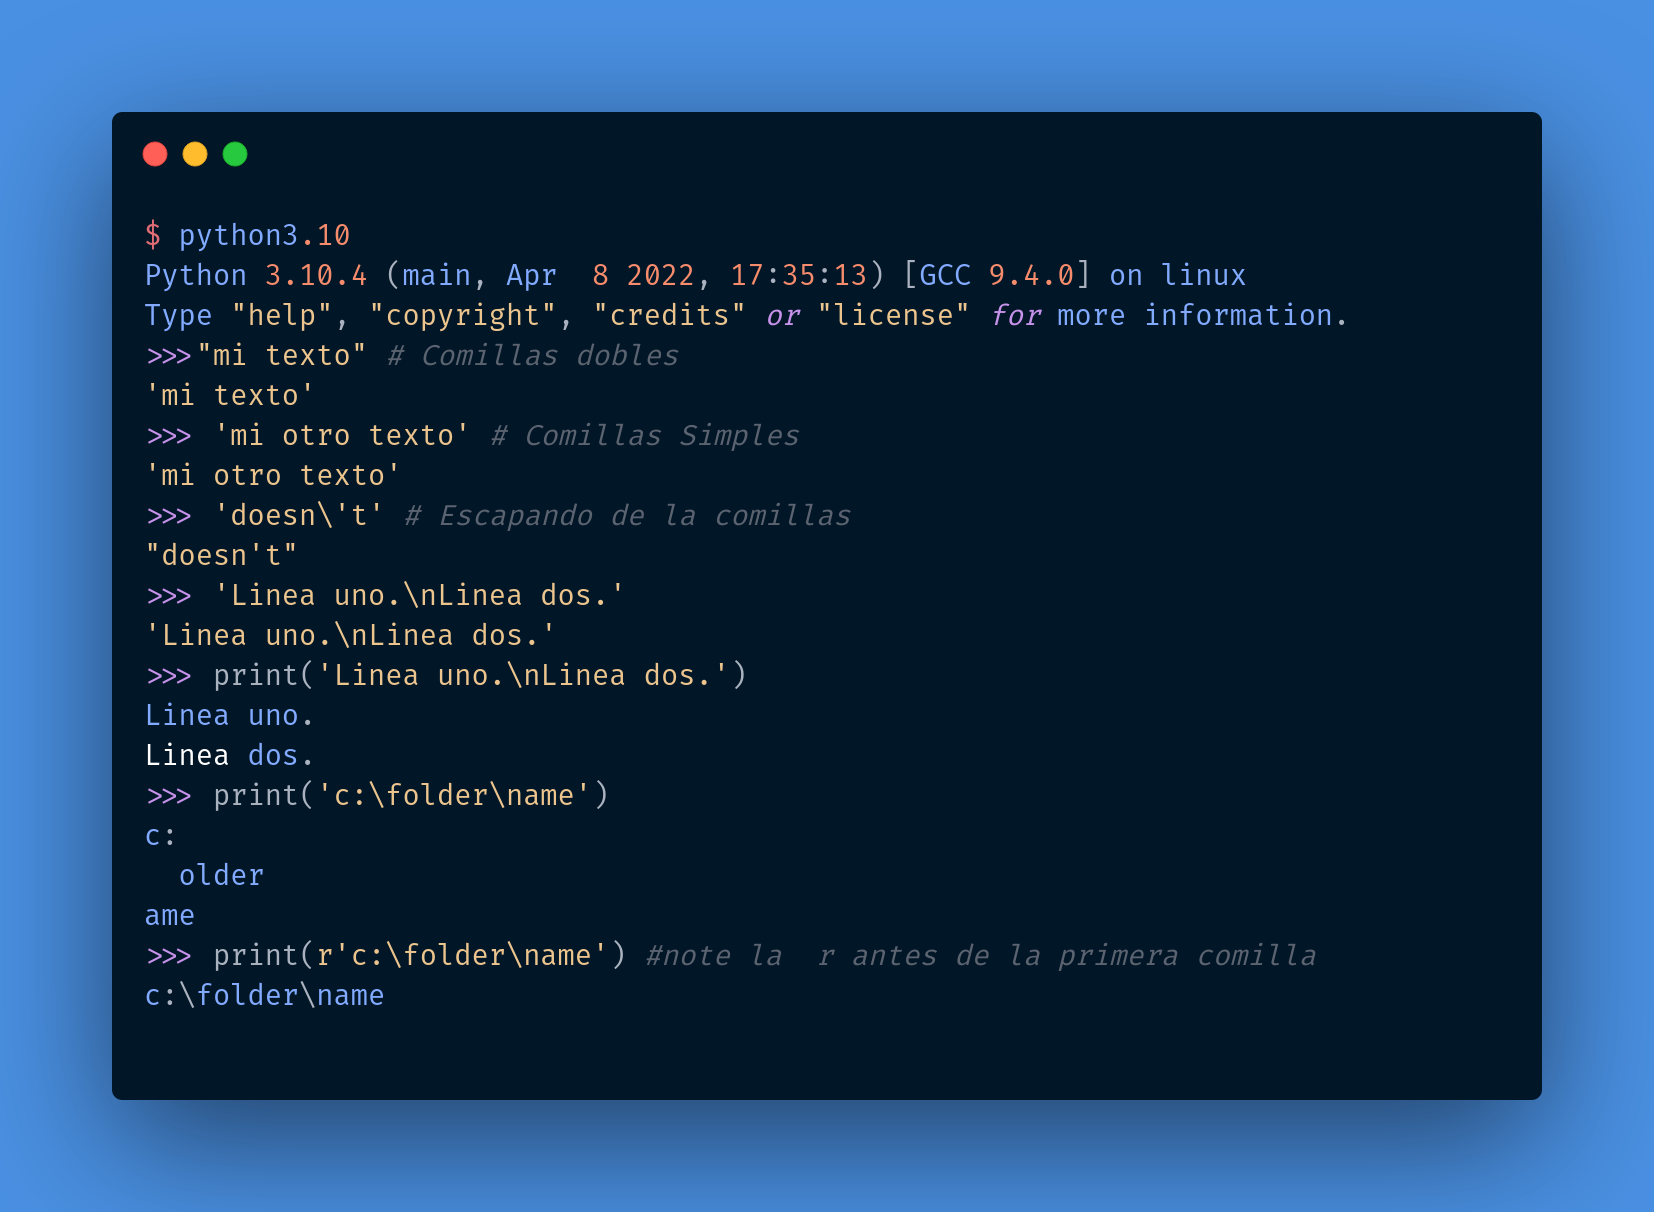 $ python3.10
Python 3.10.4 (main, Apr  8 2022, 17:35:13) [GCC 9.4.0] on linux
Type "help", "copyright", "credits" or "license" for more information.
>>>"mi texto" # Comillas dobles
'mi texto'
>>> 'mi otro texto' # Comillas Simples
'mi otro texto'
>>> 'doesn\'t' # Escapando de la comillas
"doesn't"
>>> 'Linea uno.\nLinea dos.'
'Linea uno.\nLinea dos.'
>>> print('Linea uno.\nLinea dos.')
Linea uno.
Linea dos.
>>> print('c:\folder\name')
c:
  older
ame
>>> print(r'c:\folder\name') #note la  r antes de la primera comilla
c:\folder\name